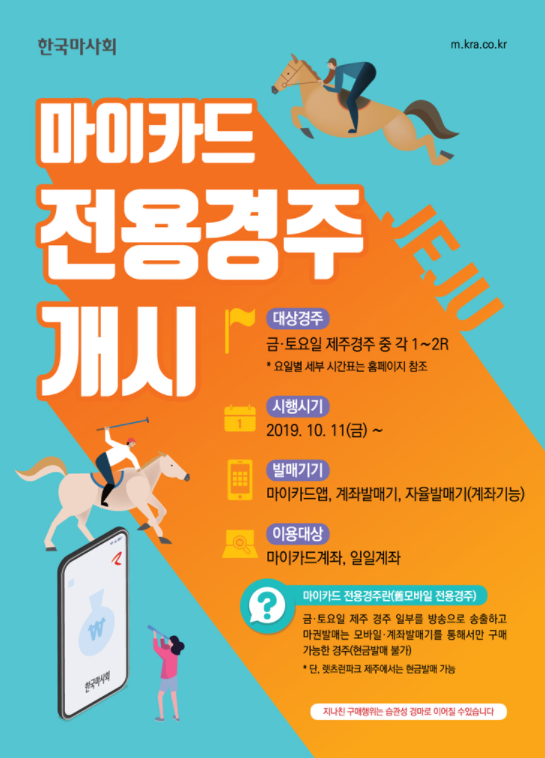 한국마사회
m.kra.co.kr
마이카드
전용경주
개시
JEJU
대상경주
금·토요일 제주경주 중 각 1~2R
* 요일별 세부 시간표는 홈페이지 참조
시행시기
1
2019. 10. 11(금) ~
발매기기
마이카드앱, 계좌발매기, 자율발매기(계좌기능)
이용대상
마이카드계좌, 일일계좌
?
마이카드 전용경주란(舊모바일 전용경주)
금·토요일 제주 경주 일부를 방송으로 송출하고
마권발매는 모바일·계좌발매기를 통해서만 구매
가능한 경주(현금발매 불가)
* 단, 렛츠런파크 제주에서는 현금발매 가능
₩
한국마사회
지나친 구매행위는 습관성 경마로 이어질 수있습니다